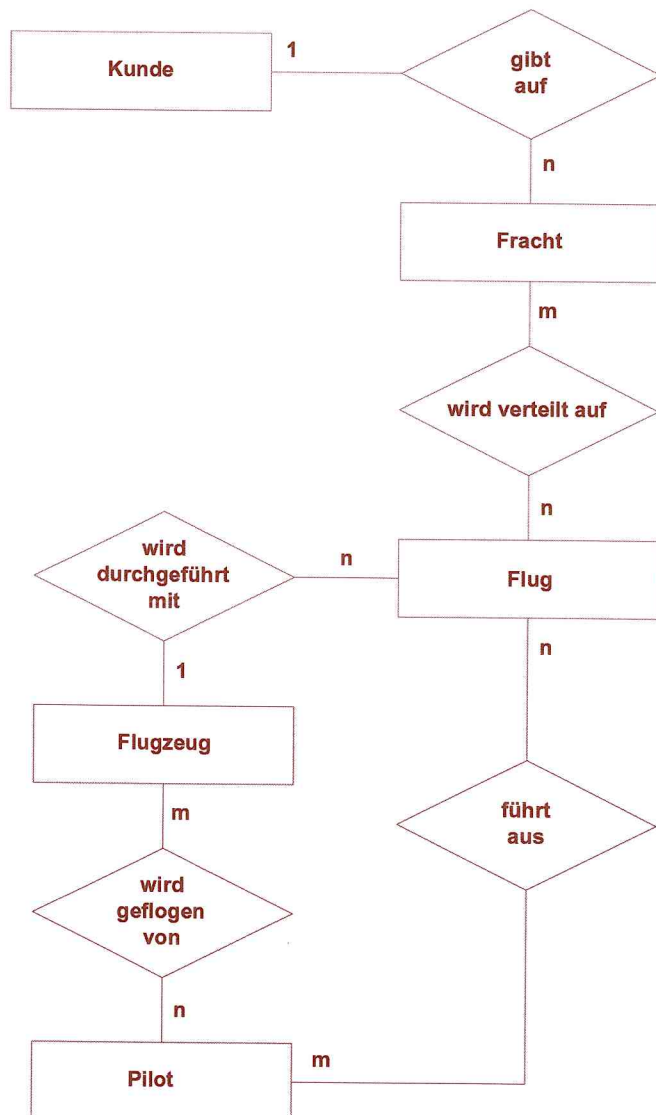 Kunde
1
gibt
auf
n
Fracht
m
wird verteilt auf
n
wird
durchgeführt
mit
n
Flug
n
1
Flugzeug
m
führt
aus
wird
geflogen
von
n
Pilot
m